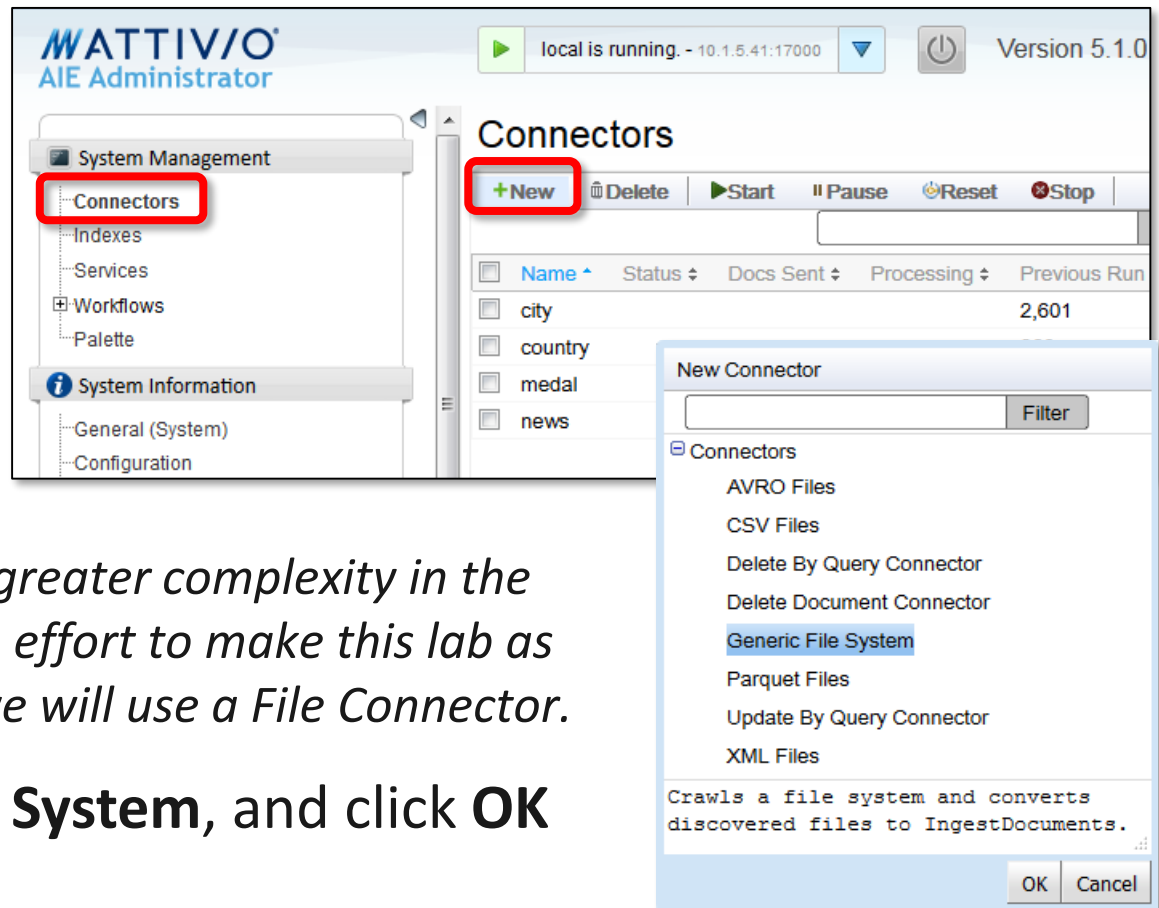 ATTIV/O
AIE Administrator
local is running. - 10.1.5.41:17000
Version 5.1.0
System Management
Connectors
Indexes
Services
Workflows
Palette
System Information
General (System)
Configuration
Connectors
+New Delete Start Pause Reset Stop
Name Status Docs Sent Processing Previous Run
city 2,601
country
medal
news
New Connector
Filter
Connectors
AVRO Files
CSV Files
Delete By Query Connector
Delete Document Connector
Generic File System
Parquet Files
Update By Query Connector
XML Files
Crawls a file system and converts
discovered files to IngestDocuments.
OK Cancel
greater complexity in the
effort to make this lab as
will use a File Connector.
System, and click OK